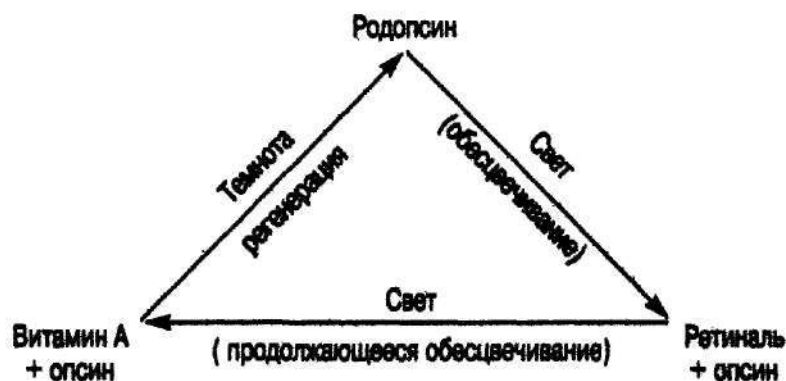 Родопсин
Темнота
регенерация
Свет
(обесцвечивание)
Свет
(продолжающееся обесцвечивание)
Витамин А
+ опсин
Ретиналь
+ опсин